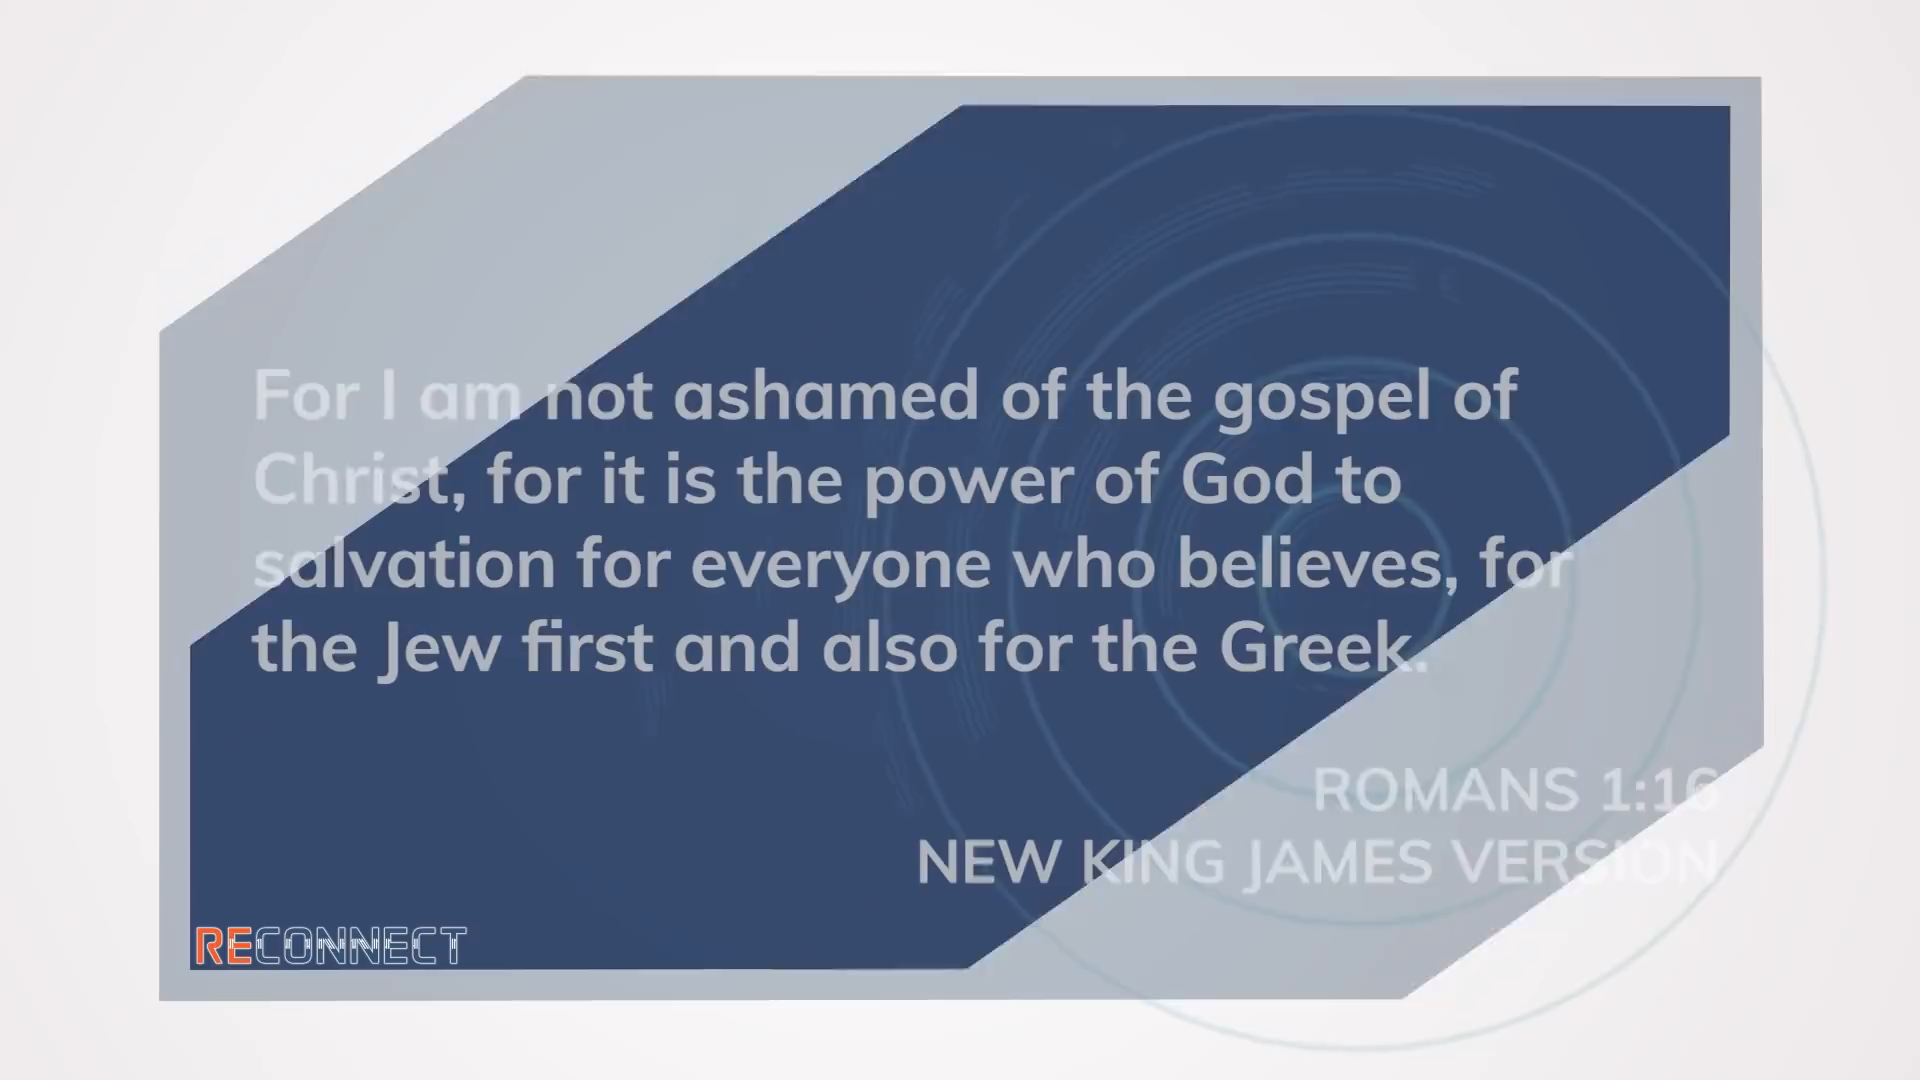 For I am not ashamed of the gospel of
Christ, for it is the power of God to
salvation for everyone who believes, for
the Jew first and also for the Greek.
ROMANS 1:16
NEW KING JAMES VERSION
RECONNECT